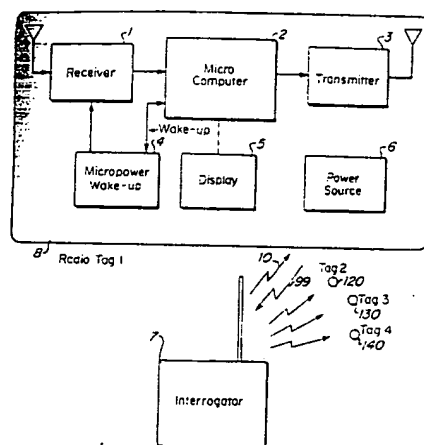 1
2
3
Receiver
Micro
Computer
Transmitter
Wake-up
4
5
6
Micropower
Wake-up
Display
Power
Source
8
Radio Tag 1
10
99
Tag 2
120
Tag 3
130
Tag 4
140
7
Interrogator